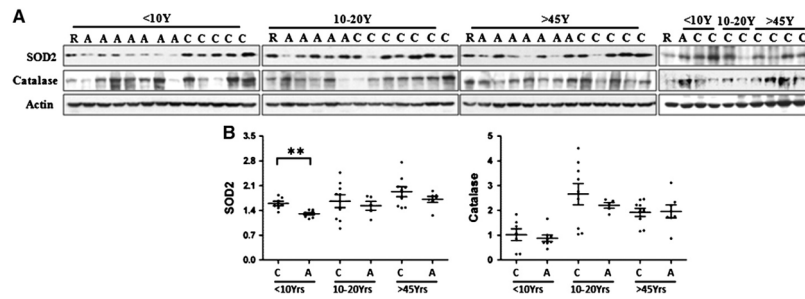 A
<10Y 10-20Y >45Y <10Y 10-20Y >45Y
R A A A A A A A C C C C C R A A A A A C C C C C C C R A A A A A A A C C C C C R A C C C C C C C C
SOD2
Catalase
Actin
B
3.5
2.8
2.1
1.4
0.7
0.0
SOD2
**
C A C A C A
<10Yrs 10-20Yrs >45Yrs
5
4
3
2
1
0
Catalase
C A C A C A
<10Yrs 10-20Yrs >45Yrs